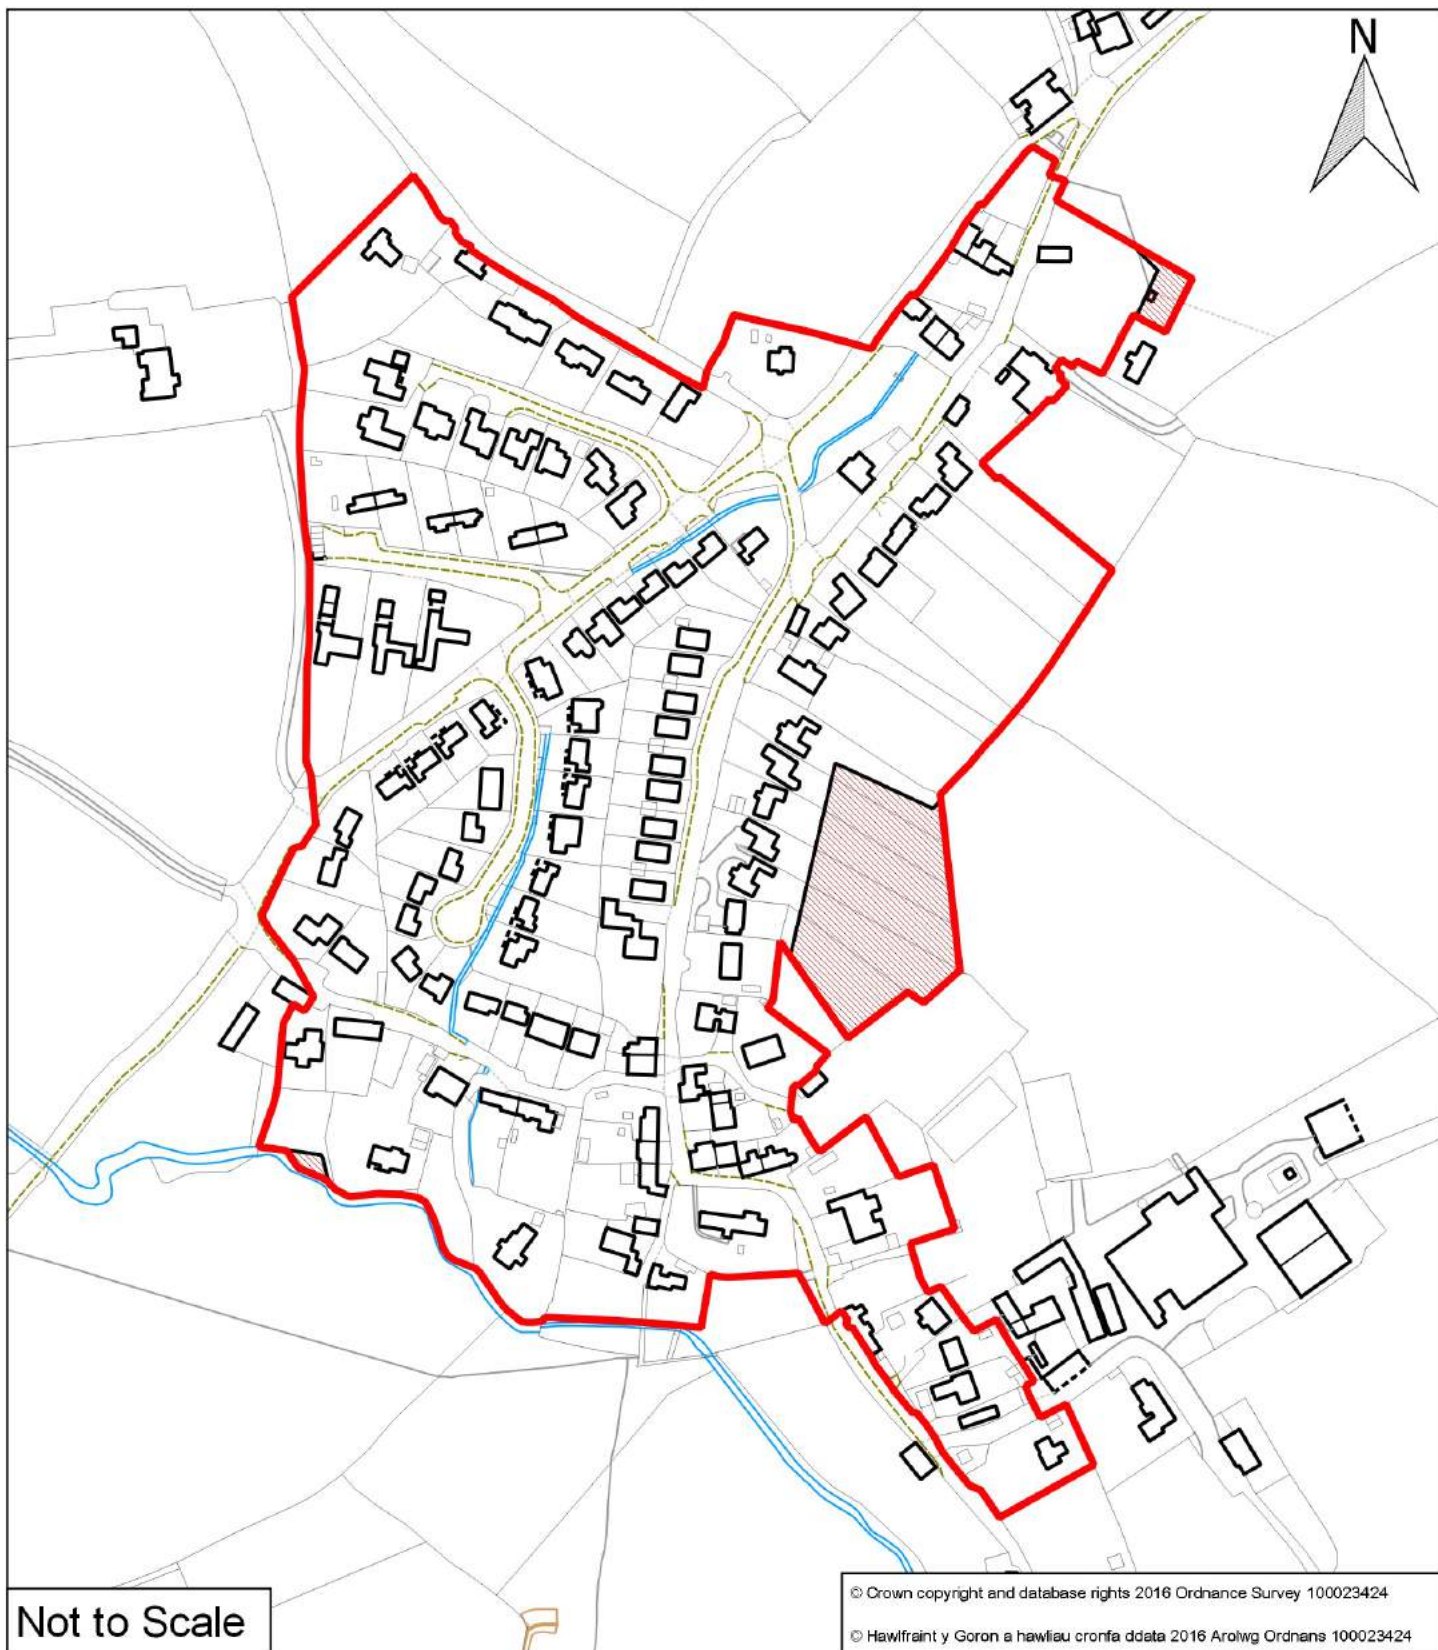 N
Not to Scale
© Crown copyright and database rights 2016 Ordnance Survey 100023424
© Hawlfraint y Goron a hawliau cronfa ddata 2016 Arolwg Ordnans 100023424